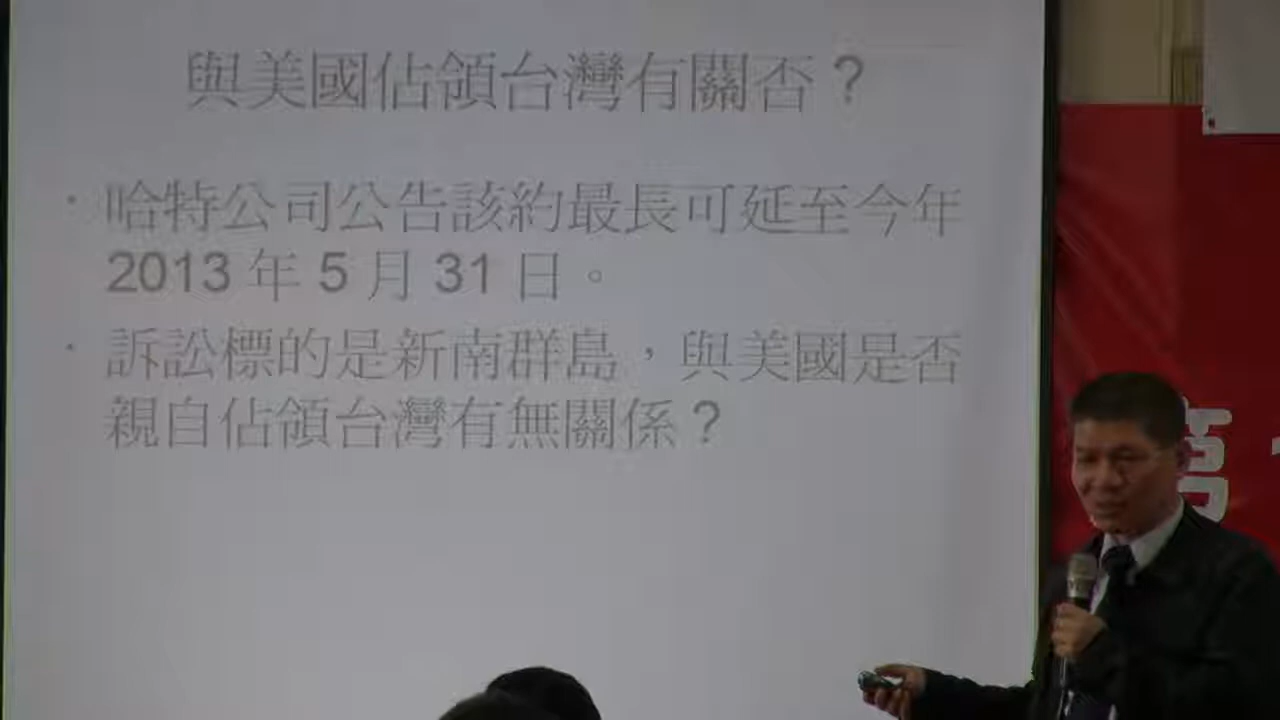 與美國佔領台灣有關否？
• 哈特公司公告該約最長可延至今年
2013 年 5 月 31 日。
• 訴訟標的是新南群島，與美國是否
親自佔領台灣有無關係？